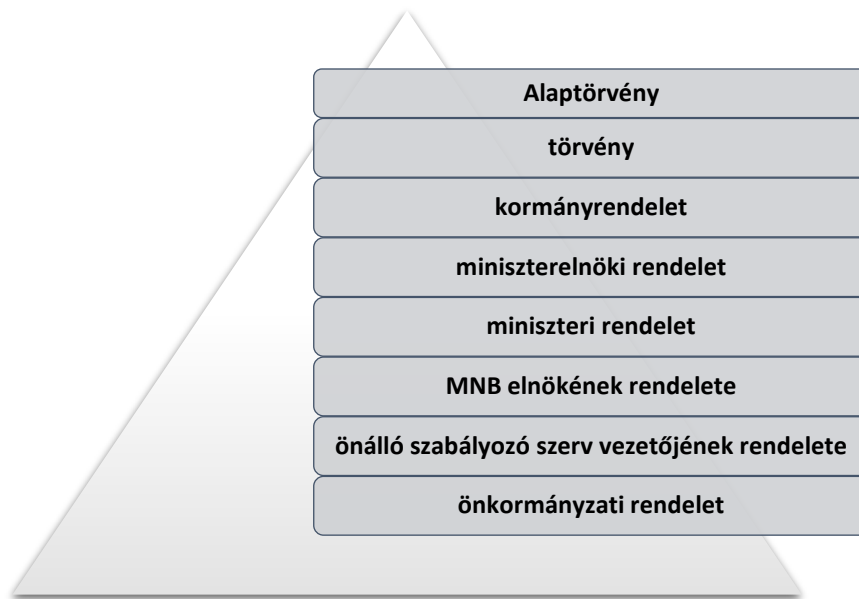 Alaptörvény
törvény
kormányrendelet
miniszterelnöki rendelet
miniszteri rendelet
MNB elnökének rendelete
önálló szabályozó szerv vezetőjének rendelete
önkormányzati rendelet